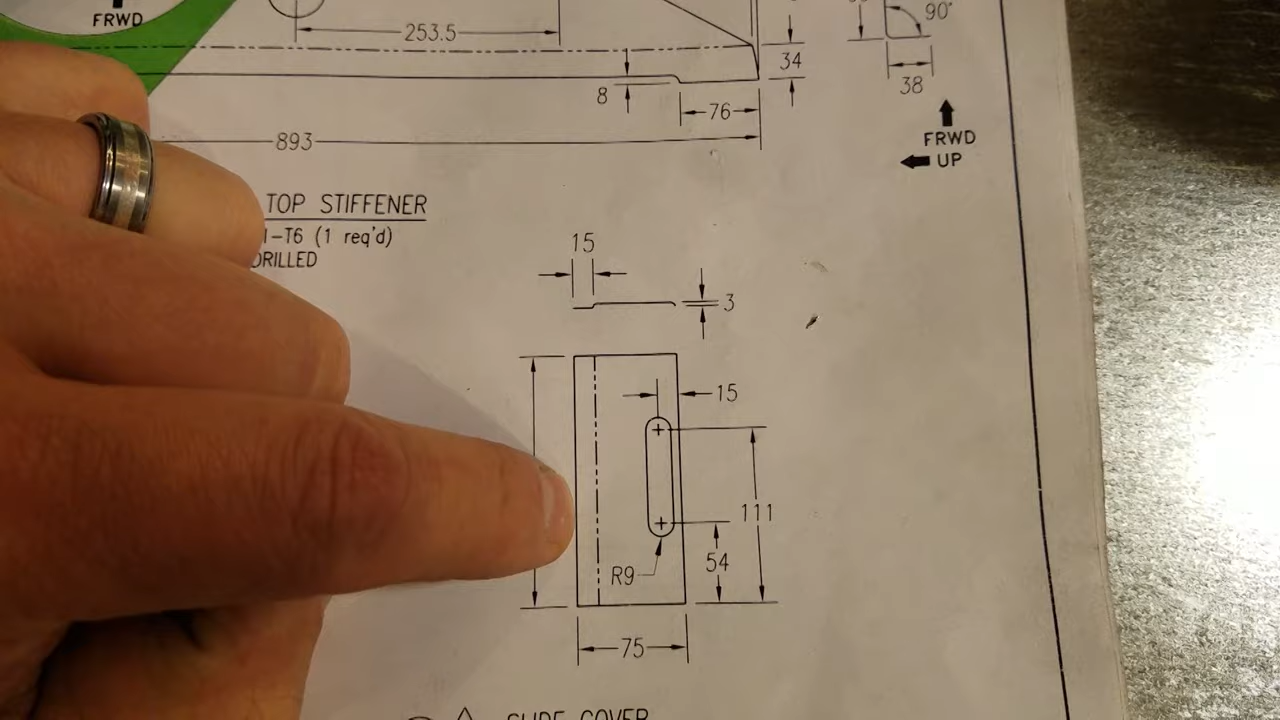 FRWD
253.5
90°
34
8
38
76
893
FRWD
UP
TOP STIFFENER
-T6 (1 req'd)
DRILLED
15
3
15
111
54
R9
75
SLIDE COVER